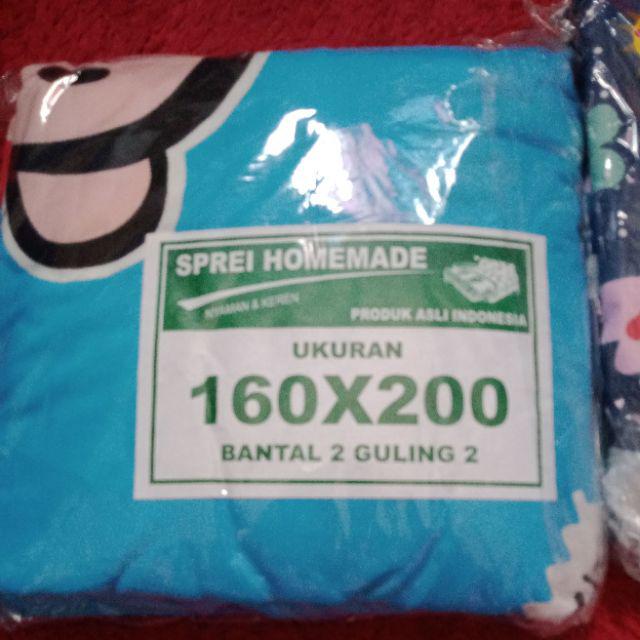 SPREI HOMEMADE
NYAMAN & KEREN
PRODUK ASLI INDONESIA
UKURAN
160X200
BANTAL 2 GULING 2